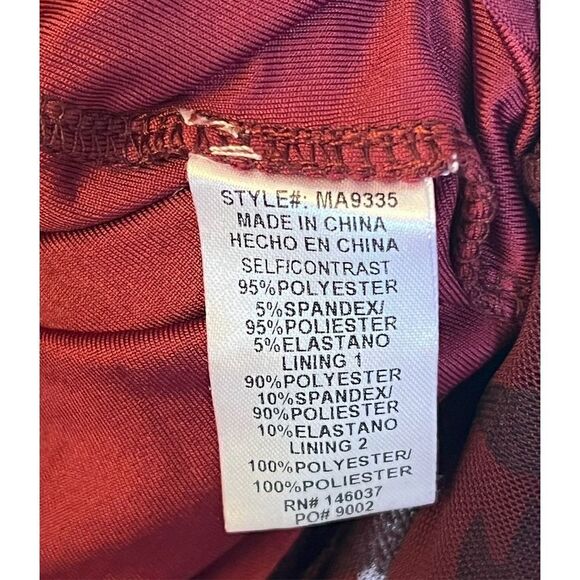 STYLE#: MA9335
MADE IN CHINA
HECHO EN CHINA
SELF/CONTRAST
95%POLYESTER
5%SPANDEX/
95%POLIESTER
5%ELASTANO
LINING 1
90%POLYESTER
10%SPANDEX/
90%POLIESTER
10%ELASTANO
LINING 2
100%POLYESTER/
100%POLIESTER
RN# 146037
PO# 9002